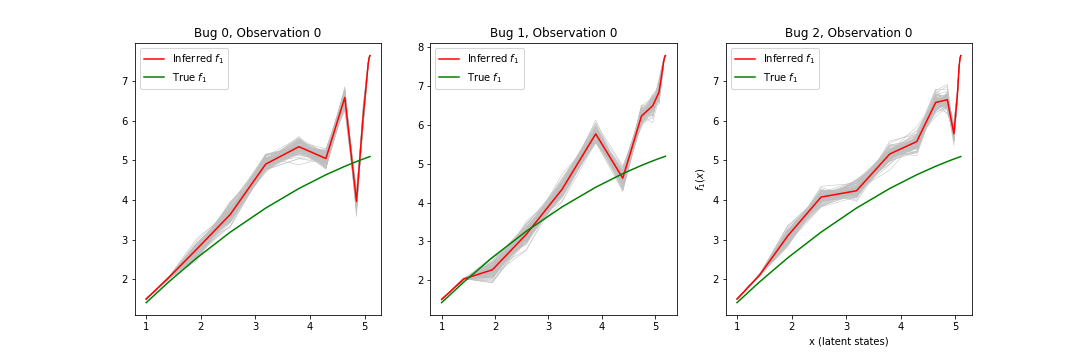 Bug 0, Observation 0
Inferred f₁
True f₁
7
6
5
4
3
2
1 2 3 4 5
Bug 1, Observation 0
Inferred f₁
True f₁
8
7
6
5
4
3
2
1 2 3 4 5
Bug 2, Observation 0
Inferred f₁
True f₁
f₁(x)
7
6
5
4
3
2
1 2 3 4 5
x (latent states)